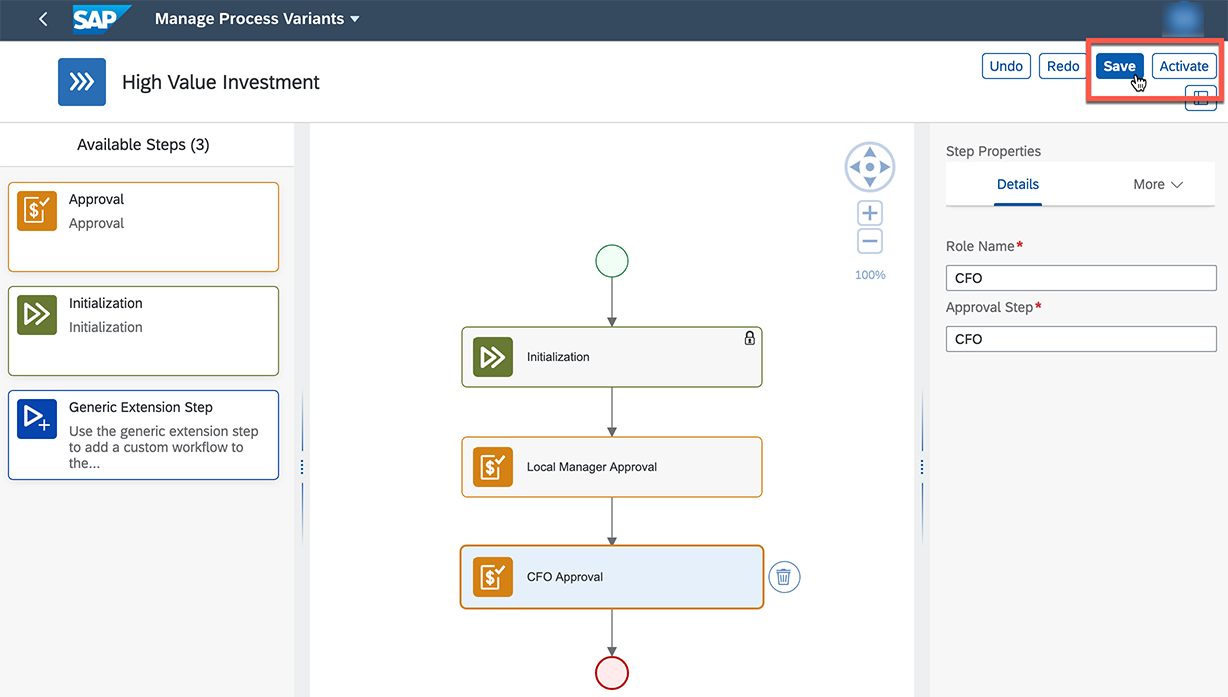 SAP
Manage Process Variants
High Value Investment
Undo
Redo
Save
Activate
Available Steps (3)
Approval
Approval
Initialization
Initialization
Generic Extension Step
Use the generic extension step
to add a custom workflow to
the...
100%
Initialization
Local Manager Approval
CFO Approval
Step Properties
Details
More
Role Name*
CFO
Approval Step*
CFO